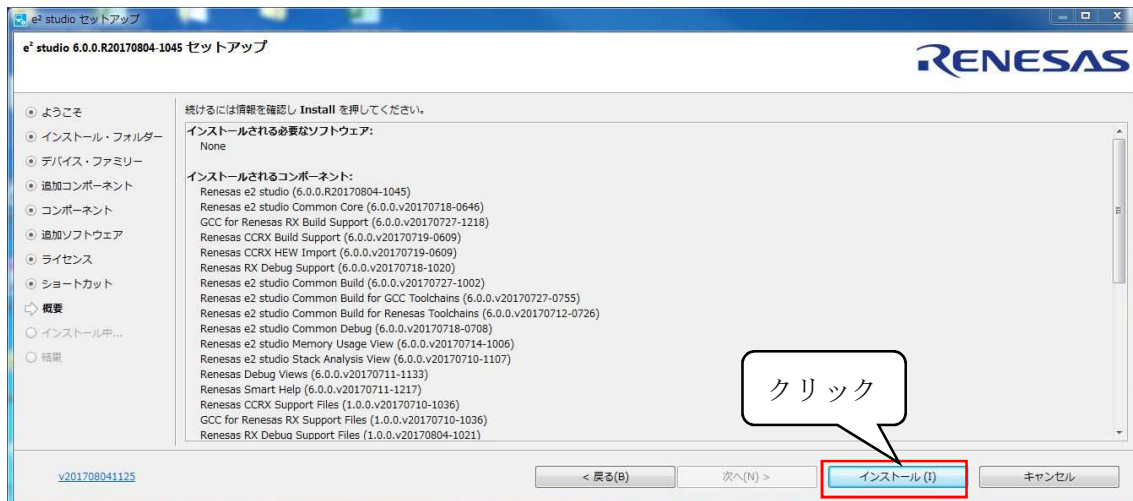 e² studio セットアップ
e² studio 6.0.0.R20170804-1045 セットアップ
RENESAS
ようこそ
インストール・フォルダー
デバイス・ファミリー
追加コンポーネント
コンポーネント
追加ソフトウェア
ライセンス
ショートカット
概要
インストール中...
結果
続けるには情報を確認し Install を押してください。
インストールされる必要なソフトウェア:
None
インストールされるコンポーネント:
Renesas e2 studio (6.0.0.R20170804-1045)
Renesas e2 studio Common Core (6.0.0.v20170718-0646)
GCC for Renesas RX Build Support (6.0.0.v20170727-1218)
Renesas CCRX Build Support (6.0.0.v20170719-0609)
Renesas CCRX HEW Import (6.0.0.v20170719-0609)
Renesas RX Debug Support (6.0.0.v20170718-1020)
Renesas e2 studio Common Build (6.0.0.v20170727-1002)
Renesas e2 studio Common Build for GCC Toolchains (6.0.0.v20170727-0755)
Renesas e2 studio Common Build for Renesas Toolchains (6.0.0.v20170712-0726)
Renesas e2 studio Common Debug (6.0.0.v20170718-0708)
Renesas e2 studio Memory Usage View (6.0.0.v20170714-1006)
Renesas e2 studio Stack Analysis View (6.0.0.v20170710-1107)
Renesas Debug Views (6.0.0.v20170711-1133)
Renesas Smart Help (6.0.0.v20170711-1217)
Renesas CCRX Support Files (1.0.0.v20170710-1036)
GCC for Renesas RX Support Files (1.0.0.v20170710-1036)
Renesas RX Debug Support Files (1.0.0.v20170804-1021)
クリック
v201708041125
< 戻る(B)
次へ(N) >
インストール (I)
キャンセル